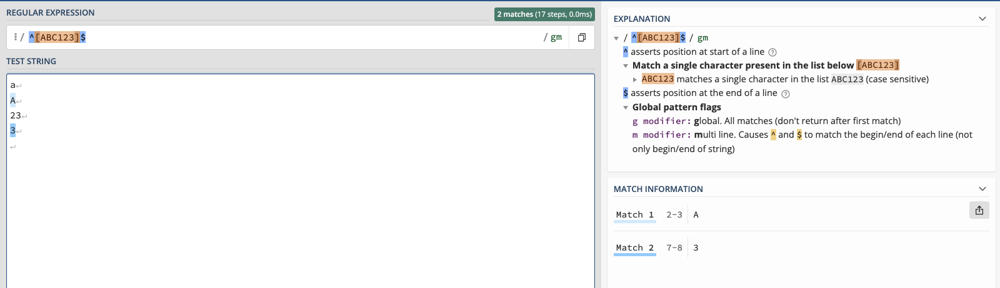 REGULAR EXPRESSION
2 matches (17 steps, 0.0ms)
/ ^[ABC123]$ / gm
TEST STRING
a↵
A↵
23↵
3↵
↵
EXPLANATION
/ ^[ABC123]$ / gm
^ asserts position at start of a line ?
Match a single character present in the list below [ABC123]
ABC123 matches a single character in the list ABC123 (case sensitive)
$ asserts position at the end of a line ?
Global pattern flags
g modifier: global. All matches (don't return after first match)
m modifier: multi line. Causes ^ and $ to match the begin/end of each line (not
only begin/end of string)
MATCH INFORMATION
Match 1 2-3 A
Match 2 7-8 3